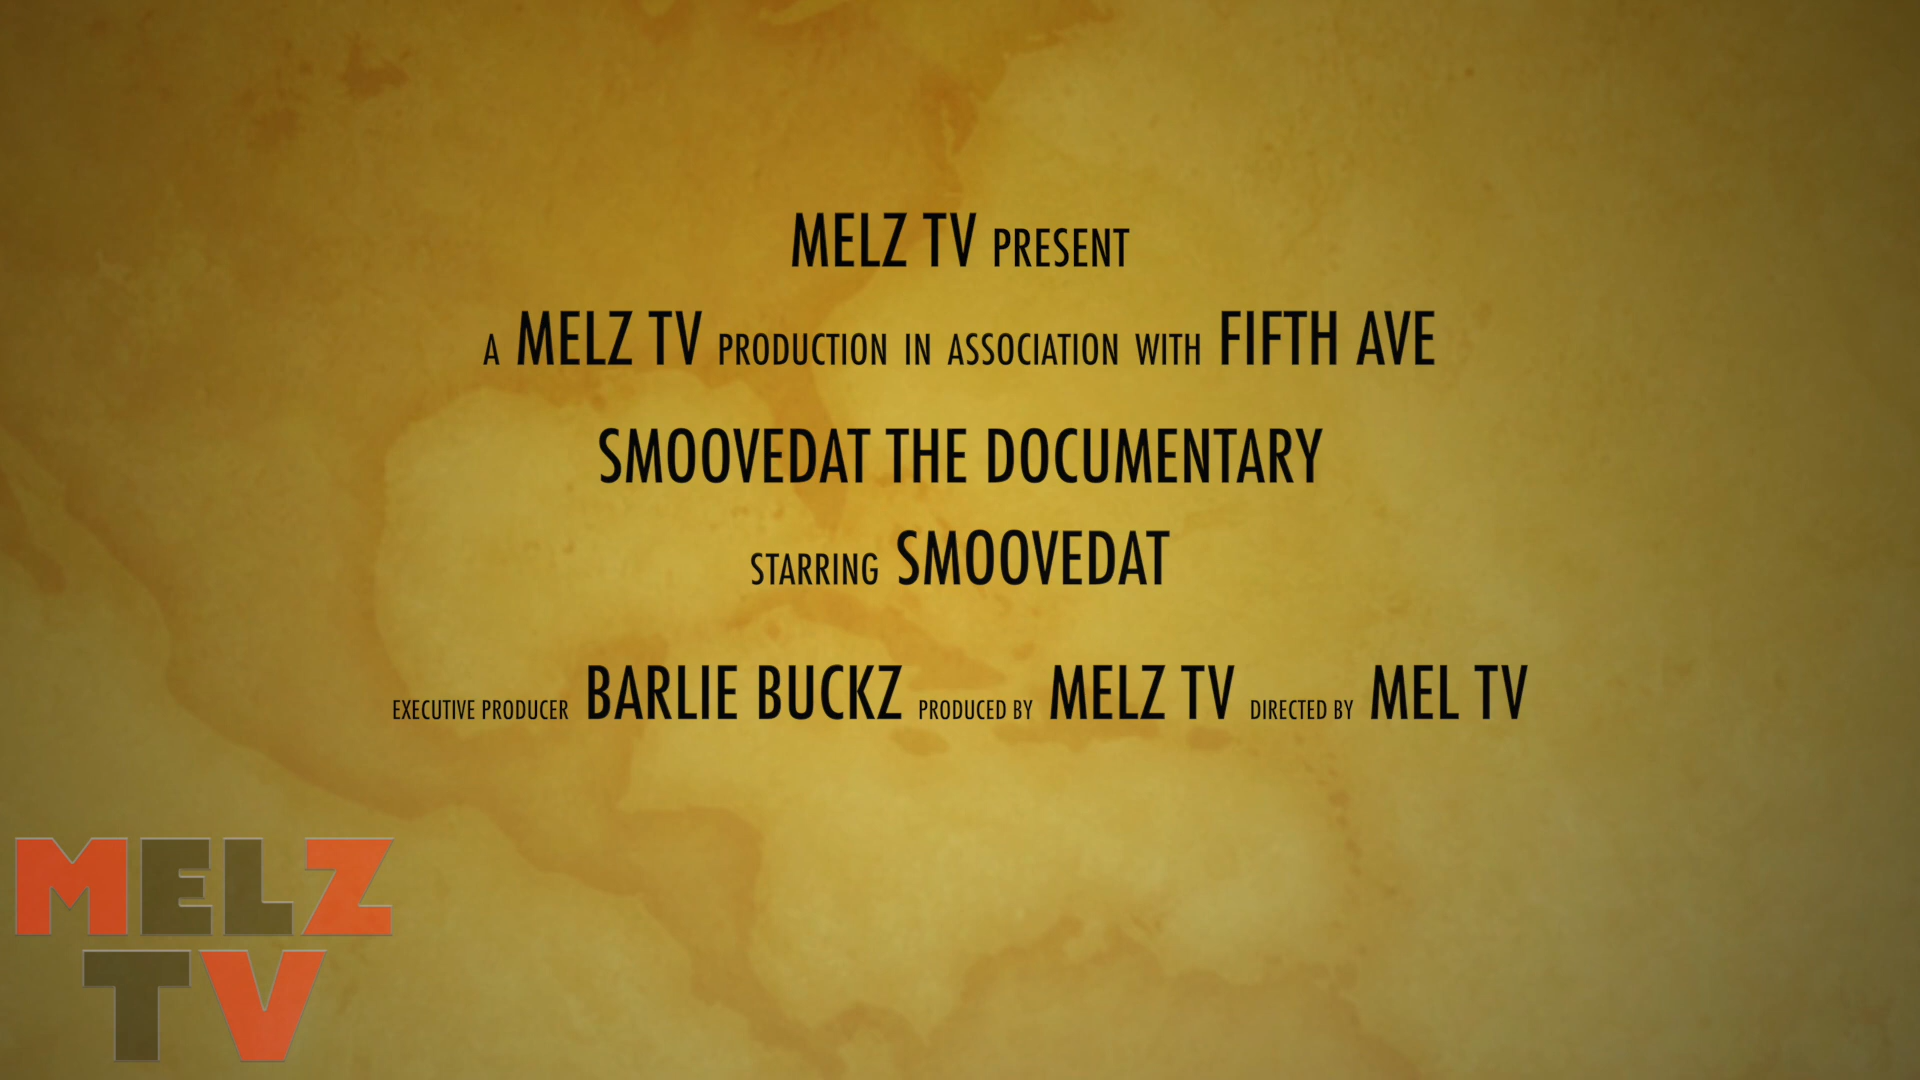 MELZ TV PRESENT
A MELZ TV PRODUCTION IN ASSOCIATION WITH FIFTH AVE
SMOOVEDAT THE DOCUMENTARY
STARRING SMOOVEDAT
EXECUTIVE PRODUCER BARLIE BUCKZ PRODUCED BY MELZ TV DIRECTED BY MEL TV
MELZ
TV